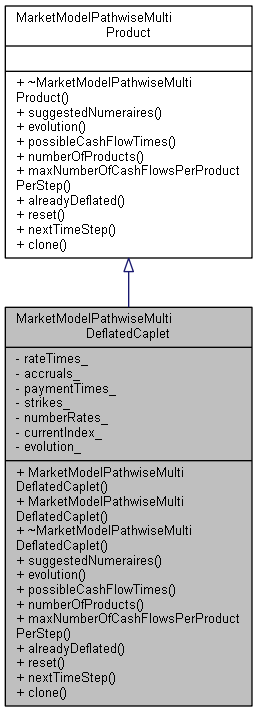 MarketModelPathwiseMulti
Product
+ ~MarketModelPathwiseMulti
Product()
+ suggestedNumeraires()
+ evolution()
+ possibleCashFlowTimes()
+ numberOfProducts()
+ maxNumberOfCashFlowsPerProduct
PerStep()
+ alreadyDeflated()
+ reset()
+ nextTimeStep()
+ clone()
MarketModelPathwiseMulti
DeflatedCaplet
- rateTimes_
- accruals_
- paymentTimes_
- strikes_
- numberRates_
- currentIndex_
- evolution_
+ MarketModelPathwiseMulti
DeflatedCaplet()
+ MarketModelPathwiseMulti
DeflatedCaplet()
+ ~MarketModelPathwiseMulti
DeflatedCaplet()
+ suggestedNumeraires()
+ evolution()
+ possibleCashFlowTimes()
+ numberOfProducts()
+ maxNumberOfCashFlowsPerProduct
PerStep()
+ alreadyDeflated()
+ reset()
+ nextTimeStep()
+ clone()